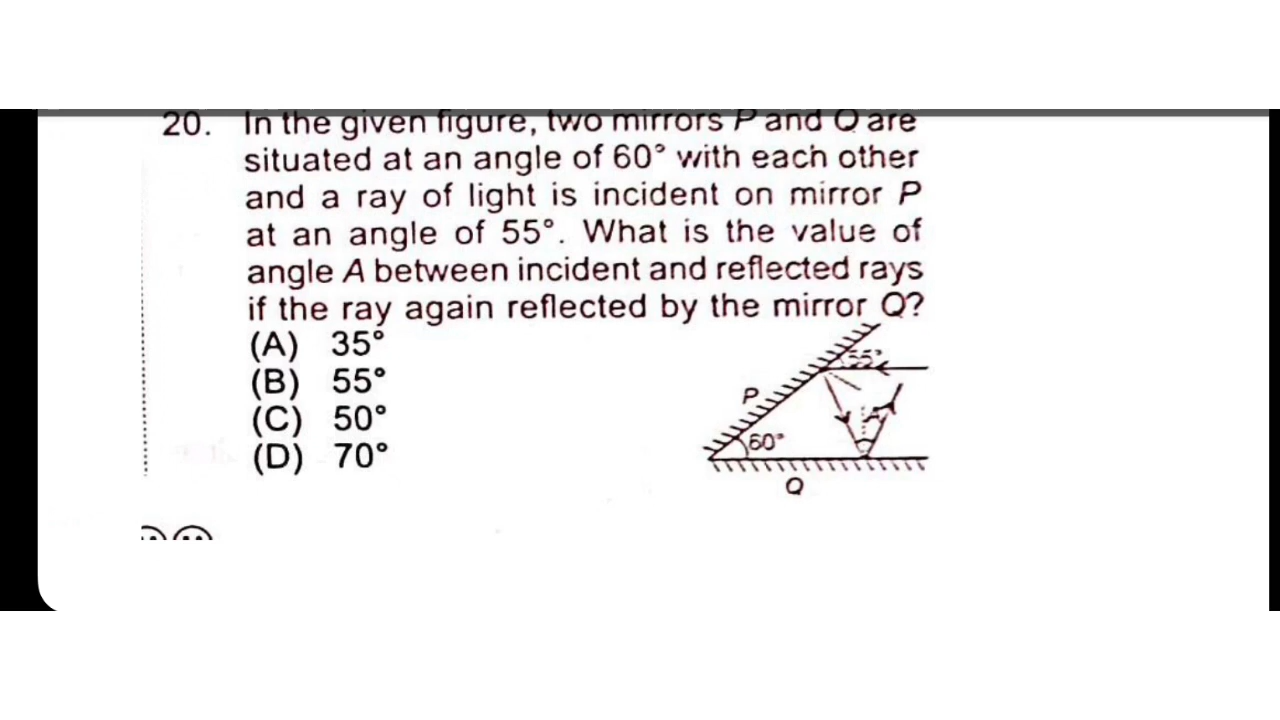 20. In the given figure, two mirrors P and Q are
situated at an angle of 60° with each other
and a ray of light is incident on mirror P
at an angle of 55°. What is the value of
angle A between incident and reflected rays
if the ray again reflected by the mirror Q?
(A) 35°
(B) 55°
(C) 50°
(D) 70°
55°
P
A
60°
Q